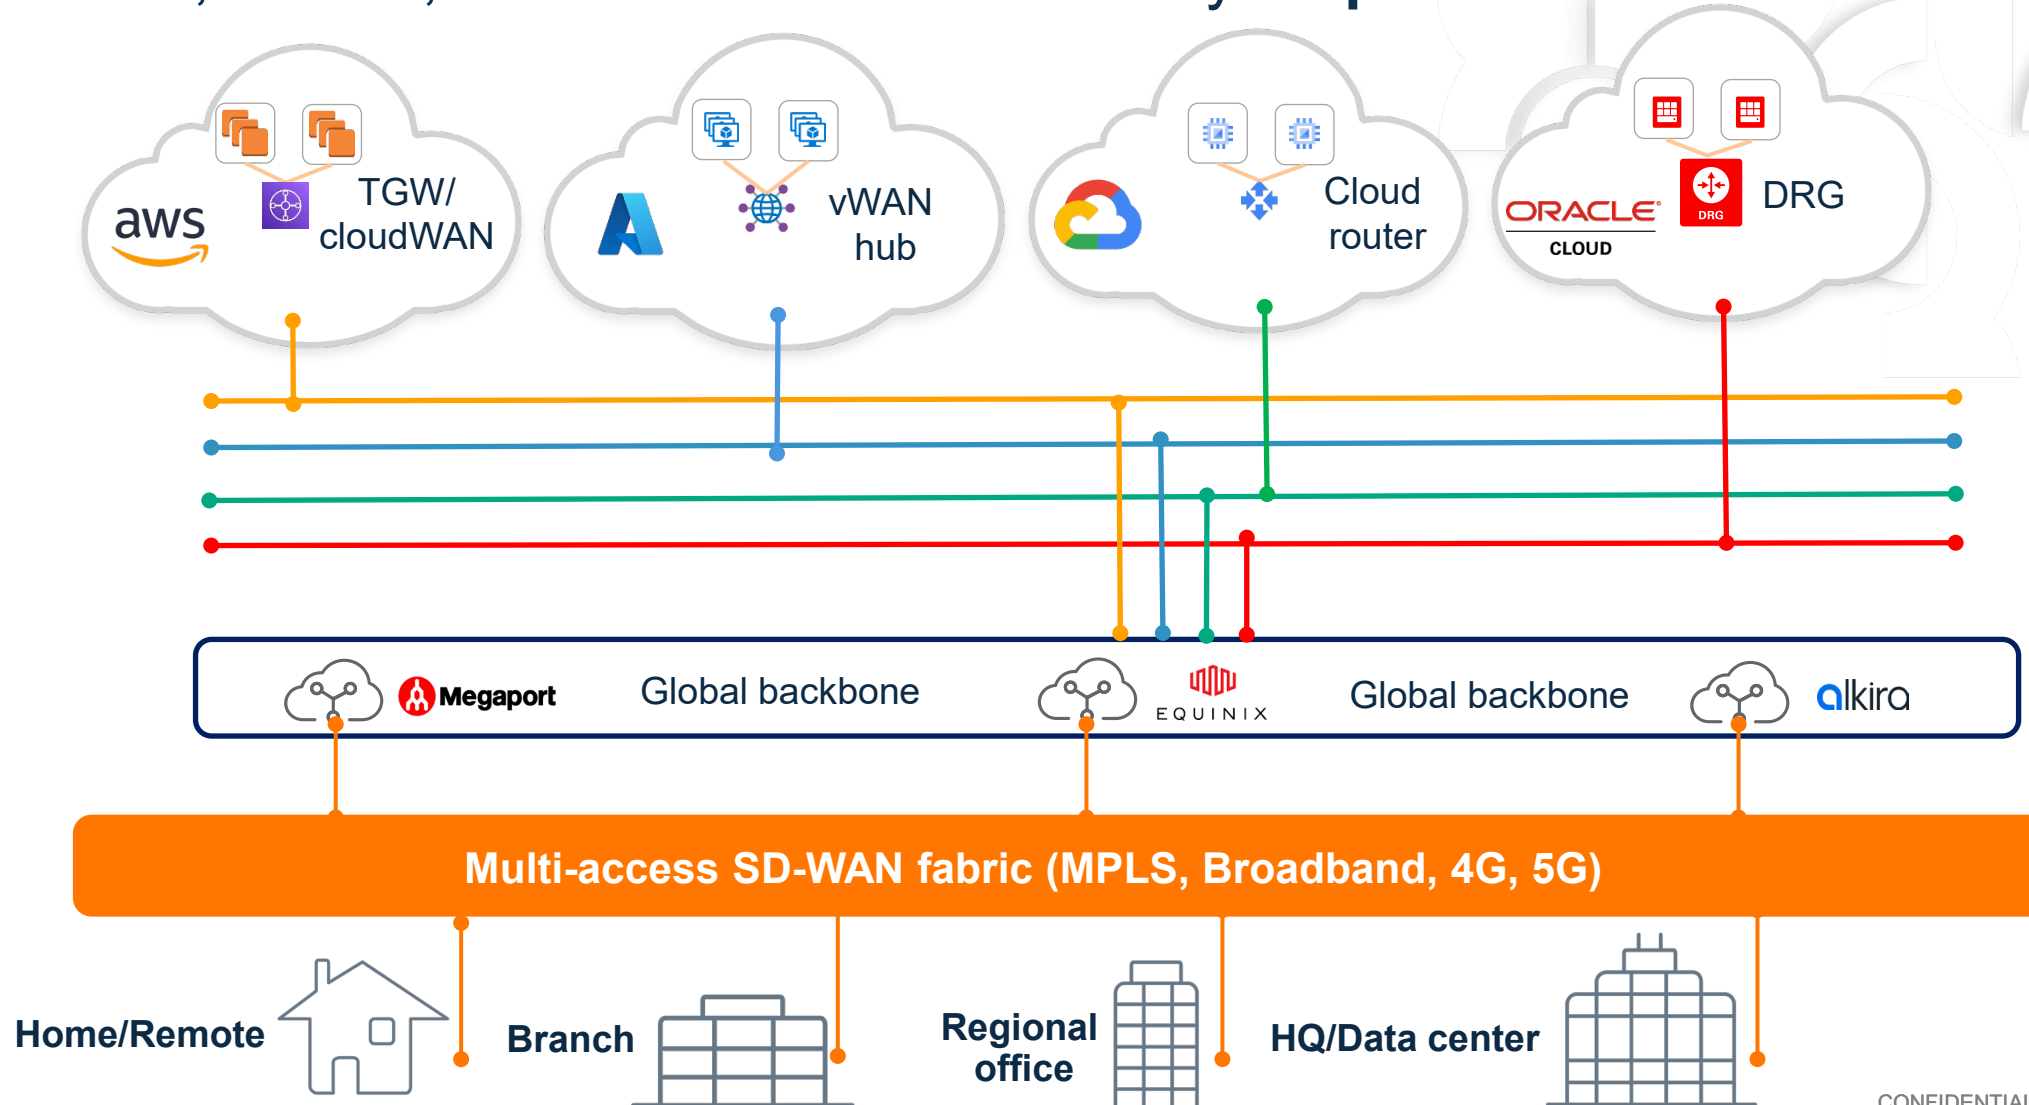 aws
TGW/
cloudWAN
vWAN
hub
Cloud
router
ORACLE
CLOUD
DRG
DRG
Megaport
Global backbone
EQUINIX
Global backbone
alkira
Multi-access SD-WAN fabric (MPLS, Broadband, 4G, 5G)
Home/Remote
Branch
Regional
office
HQ/Data center
CONFIDENTIAL